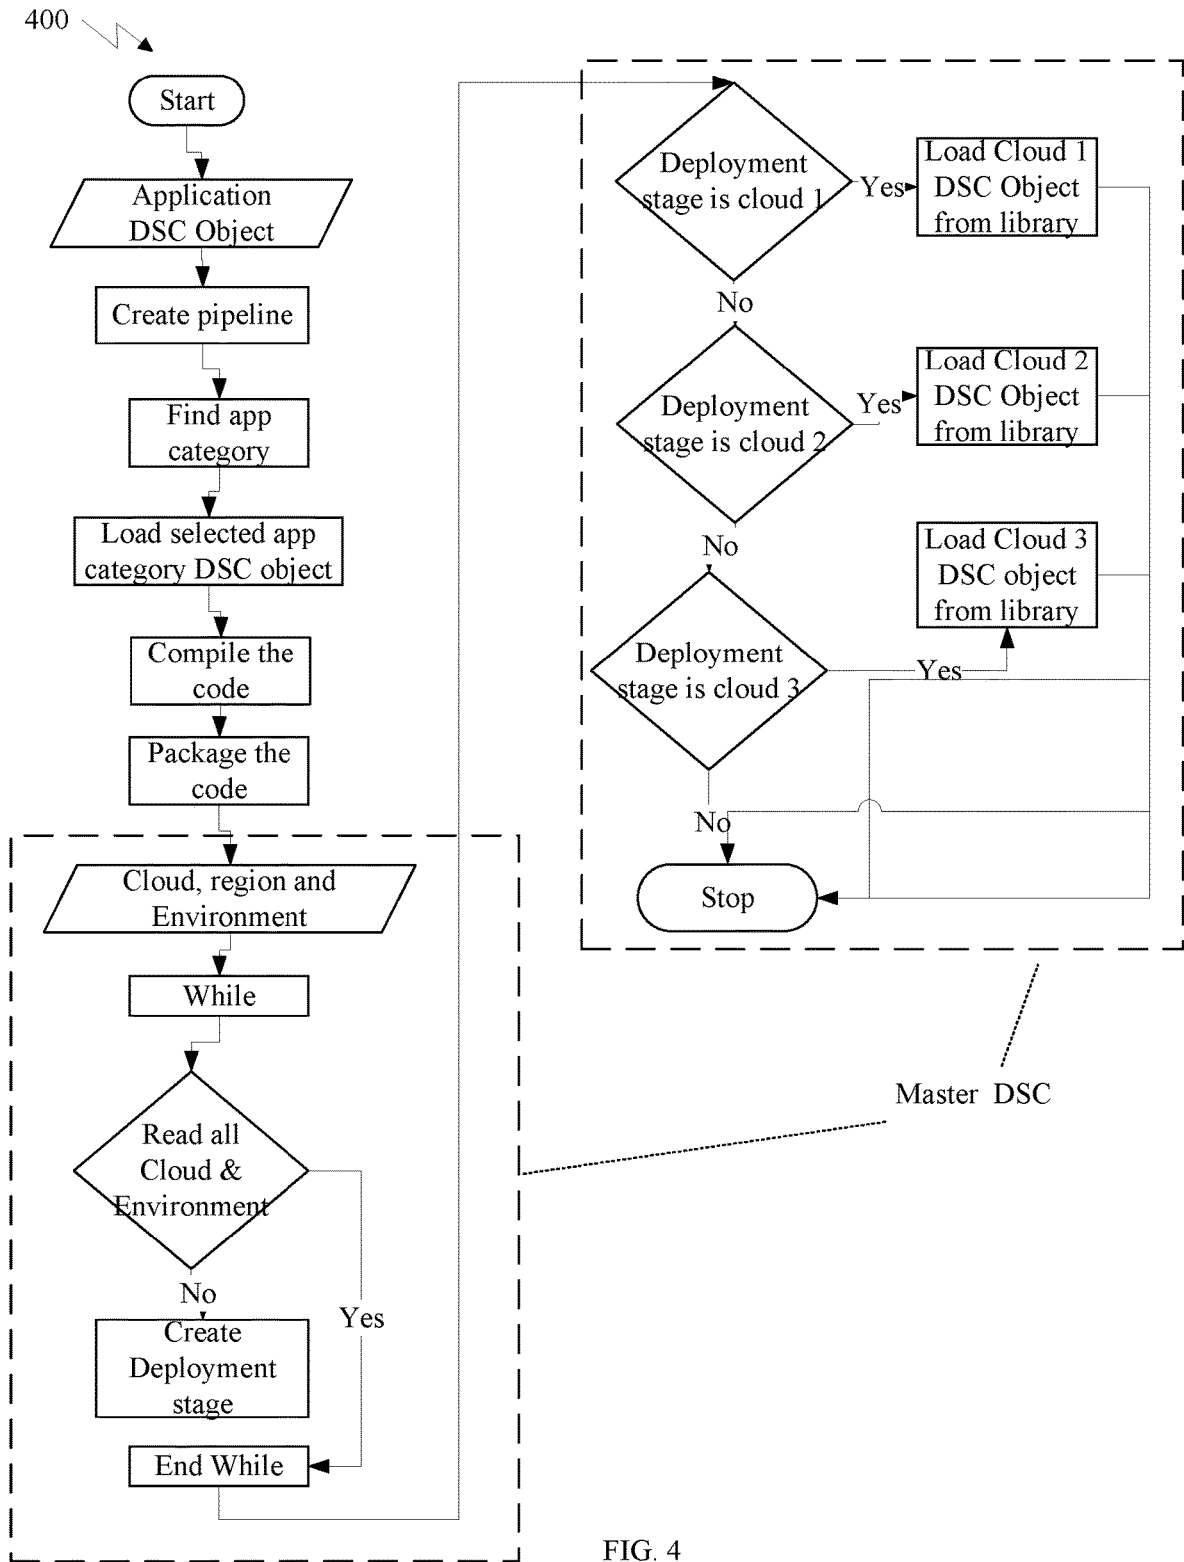 400
Start
Application
DSC Object
Create pipeline
Find app
category
Load selected app
category DSC object
Compile the
code
Package the
code
Cloud, region and
Environment
While
Read all
Cloud &
Environment
No
Yes
Create
Deployment
stage
End While
Deployment
stage is cloud 1
Yes
Load Cloud 1
DSC Object
from library
No
Deployment
stage is cloud 2
Yes
Load Cloud 2
DSC Object
from library
No
Deployment
stage is cloud 3
Yes
Load Cloud 3
DSC object
from library
No
Stop
Master DSC
FIG. 4